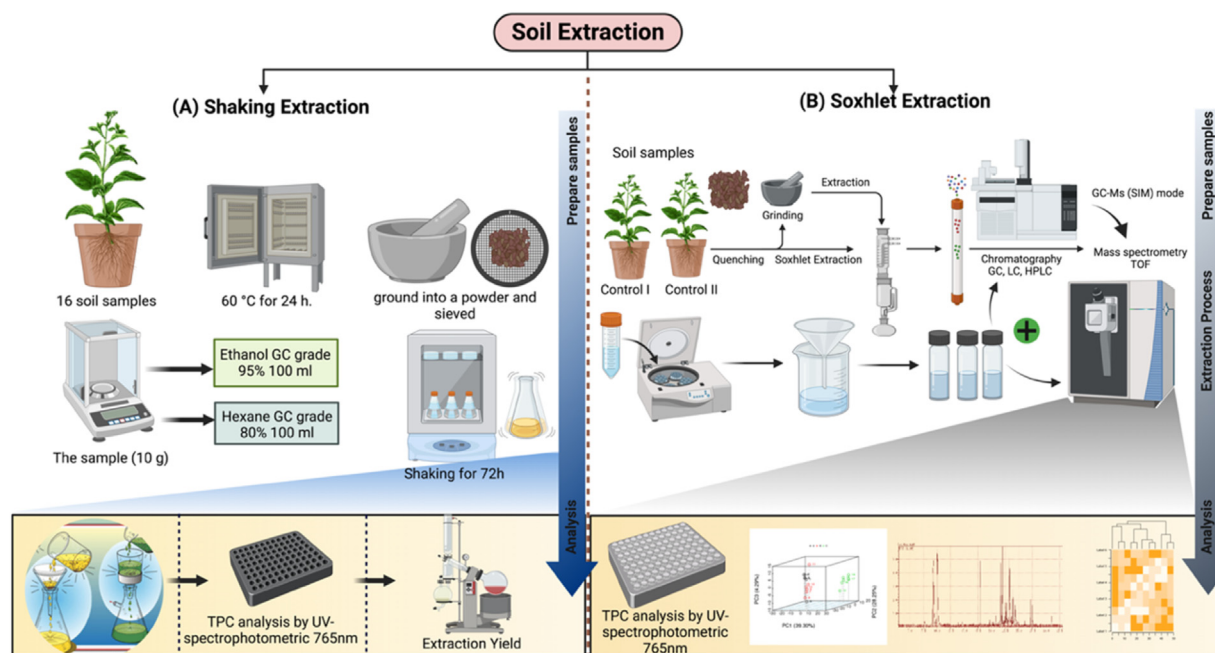 Soil Extraction
(A) Shaking Extraction
16 soil samples
60 °C for 24 h.
ground into a powder and
sieved
Ethanol GC grade
95% 100 ml
Hexane GC grade
80% 100 ml
The sample (10 g)
Shaking for 72h
Prepare samples
Analysis
TPC analysis by UV-
spectrophotometric 765nm
Extraction Yield
(B) Soxhlet Extraction
Soil samples
Grinding
Extraction
Quenching
Soxhlet Extraction
Control I
Control II
GC-Ms (SIM) mode
Mass spectrometry
TOF
Chromatography
GC, LC, HPLC
Prepare samples
Extraction Process
Analysis
TPC analysis by UV-
spectrophotometric
765nm
PC1 (39.30%)